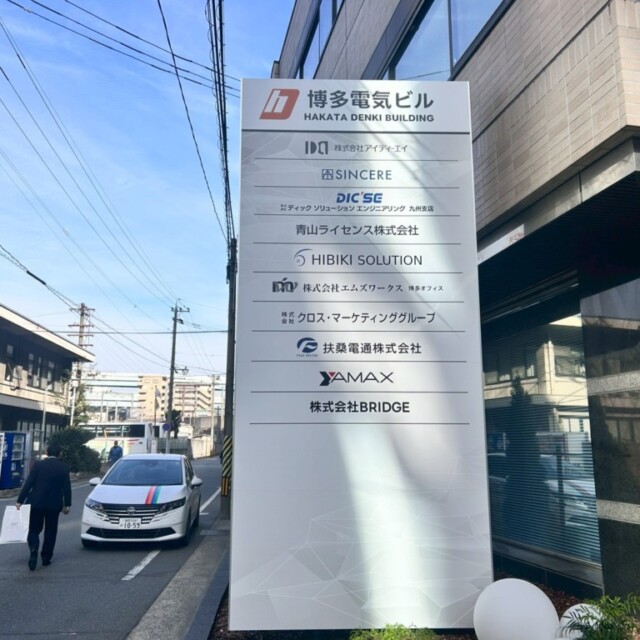 博多電気ビル
HAKATA DENKI BUILDING
株式会社アイディ・エイ
SINCERE
DIC'SE
株式会社 ディック ソリューション エンジニアリング 九州支店
青山ライセンス株式会社
HIBIKI SOLUTION
株式会社エムズワークス 博多オフィス
株式会社 クロス・マーケティンググループ
扶桑電通株式会社
YAMAX
株式会社BRIDGE